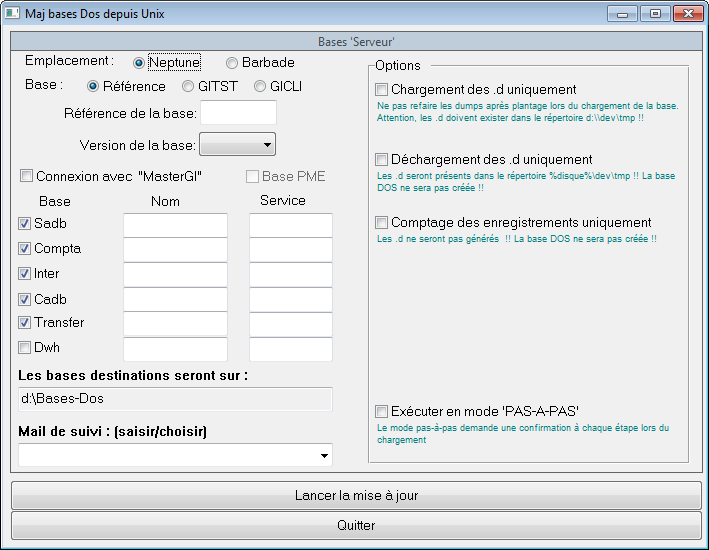 Maj bases Dos depuis Unix
Bases 'Serveur'
Emplacement :
Neptune
Barbade
Base :
Référence
GITST
GICLI
Référence de la base:
Version de la base:
Connexion avec "MasterGI"
Base PME
Base Nom Service
Sadb
Compta
Inter
Cadb
Transfer
Dwh
Les bases destinations seront sur :
d:\Bases-Dos
Mail de suivi : (saisir/choisir)
Options
Chargement des .d uniquement
Ne pas refaire les dumps après plantage lors du chargement de la base.
Attention, les .d doivent exister dans le répertoire d:\\dev\tmp !!
Déchargement des .d uniquement
Les .d seront présents dans le répertoire %disque%\dev\tmp !! La base
DOS ne sera pas créée !!
Comptage des enregistrements uniquement
Les .d ne seront pas générés !! La base DOS ne sera pas créée !!
Exécuter en mode 'PAS-A-PAS'
Le mode pas-à-pas demande une confirmation à chaque étape lors du
chargement
Lancer la mise à jour
Quitter